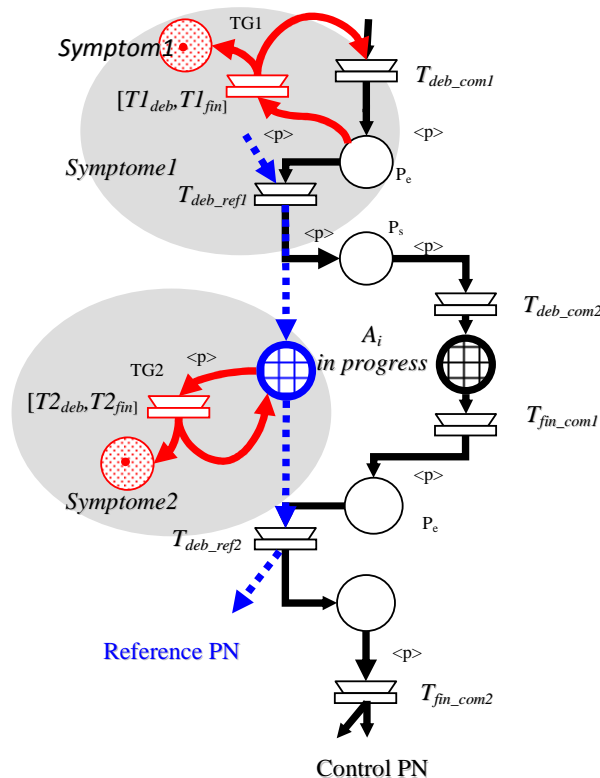 TG1
Symptom1
T_deb_com1
[T1_deb,T1_fin]
<p>
<p>
Symptome1
P_e
T_deb_ref1
<p>
P_s
<p>
T_deb_com2
A_i
in progress
TG2
<p>
[T2_deb,T2_fin]
T_fin_com1
<p>
Symptome2
P_e
T_deb_ref2
Reference PN
<p>
T_fin_com2
Control PN